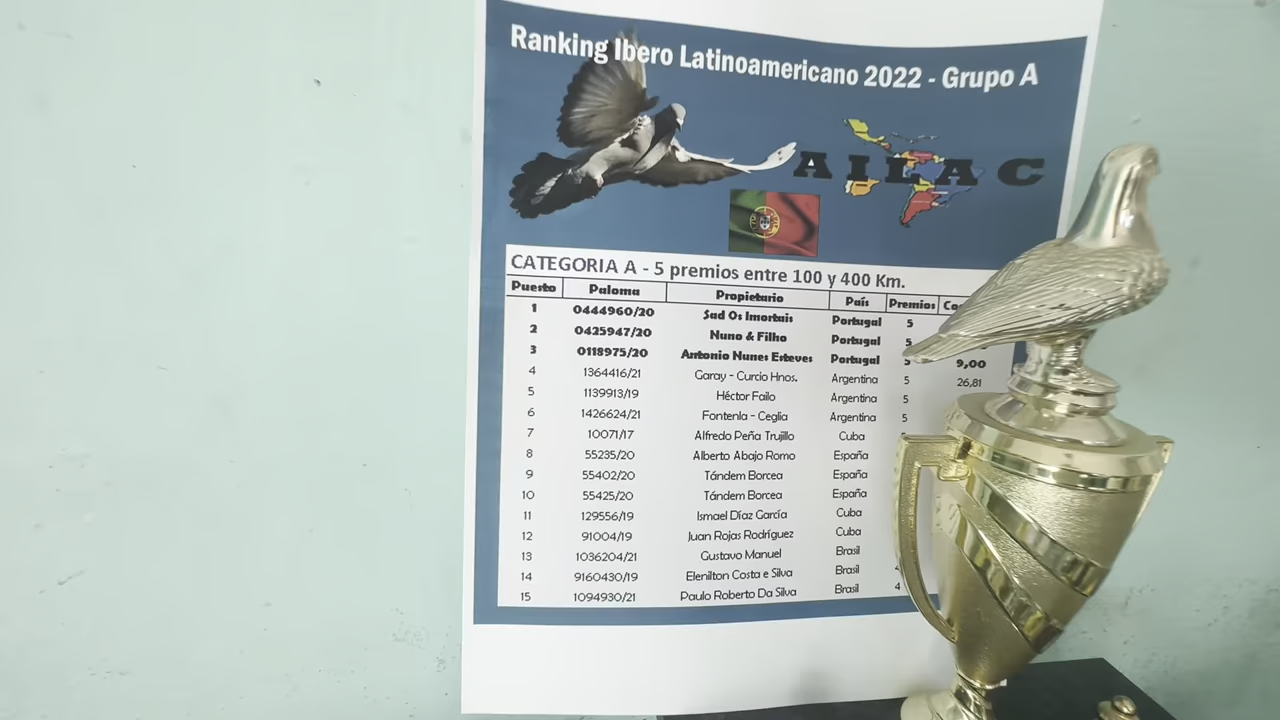 Ranking Ibero Latinoamericano 2022 - Grupo A
AILAC
CATEGORIA A - 5 premios entre 100 y 400 Km.
Puesto Paloma Propietario País Premios
1 0444960/20 Sad Os Imortais Portugal 5
2 0425947/20 Nuno & Filho Portugal 5
3 0118975/20 Antonio Nunes Esteves Portugal 5 9,00
4 1364416/21 Garay - Curcio Hnos. Argentina 5 26,81
5 1139913/19 Héctor Failo Argentina 5
6 1426624/21 Fontenla - Ceglia Argentina 5
7 10071/17 Alfredo Peña Trujillo Cuba
8 55235/20 Alberto Abajo Romo España
9 55402/20 Tándem Borcea España
10 55425/20 Tándem Borcea España
11 129556/19 Ismael Díaz García Cuba
12 91004/19 Juan Rojas Rodríguez Cuba
13 1036204/21 Gustavo Manuel Brasil
14 9160430/19 Elenilton Costa e Silva Brasil
15 1094930/21 Paulo Roberto Da Silva Brasil 4